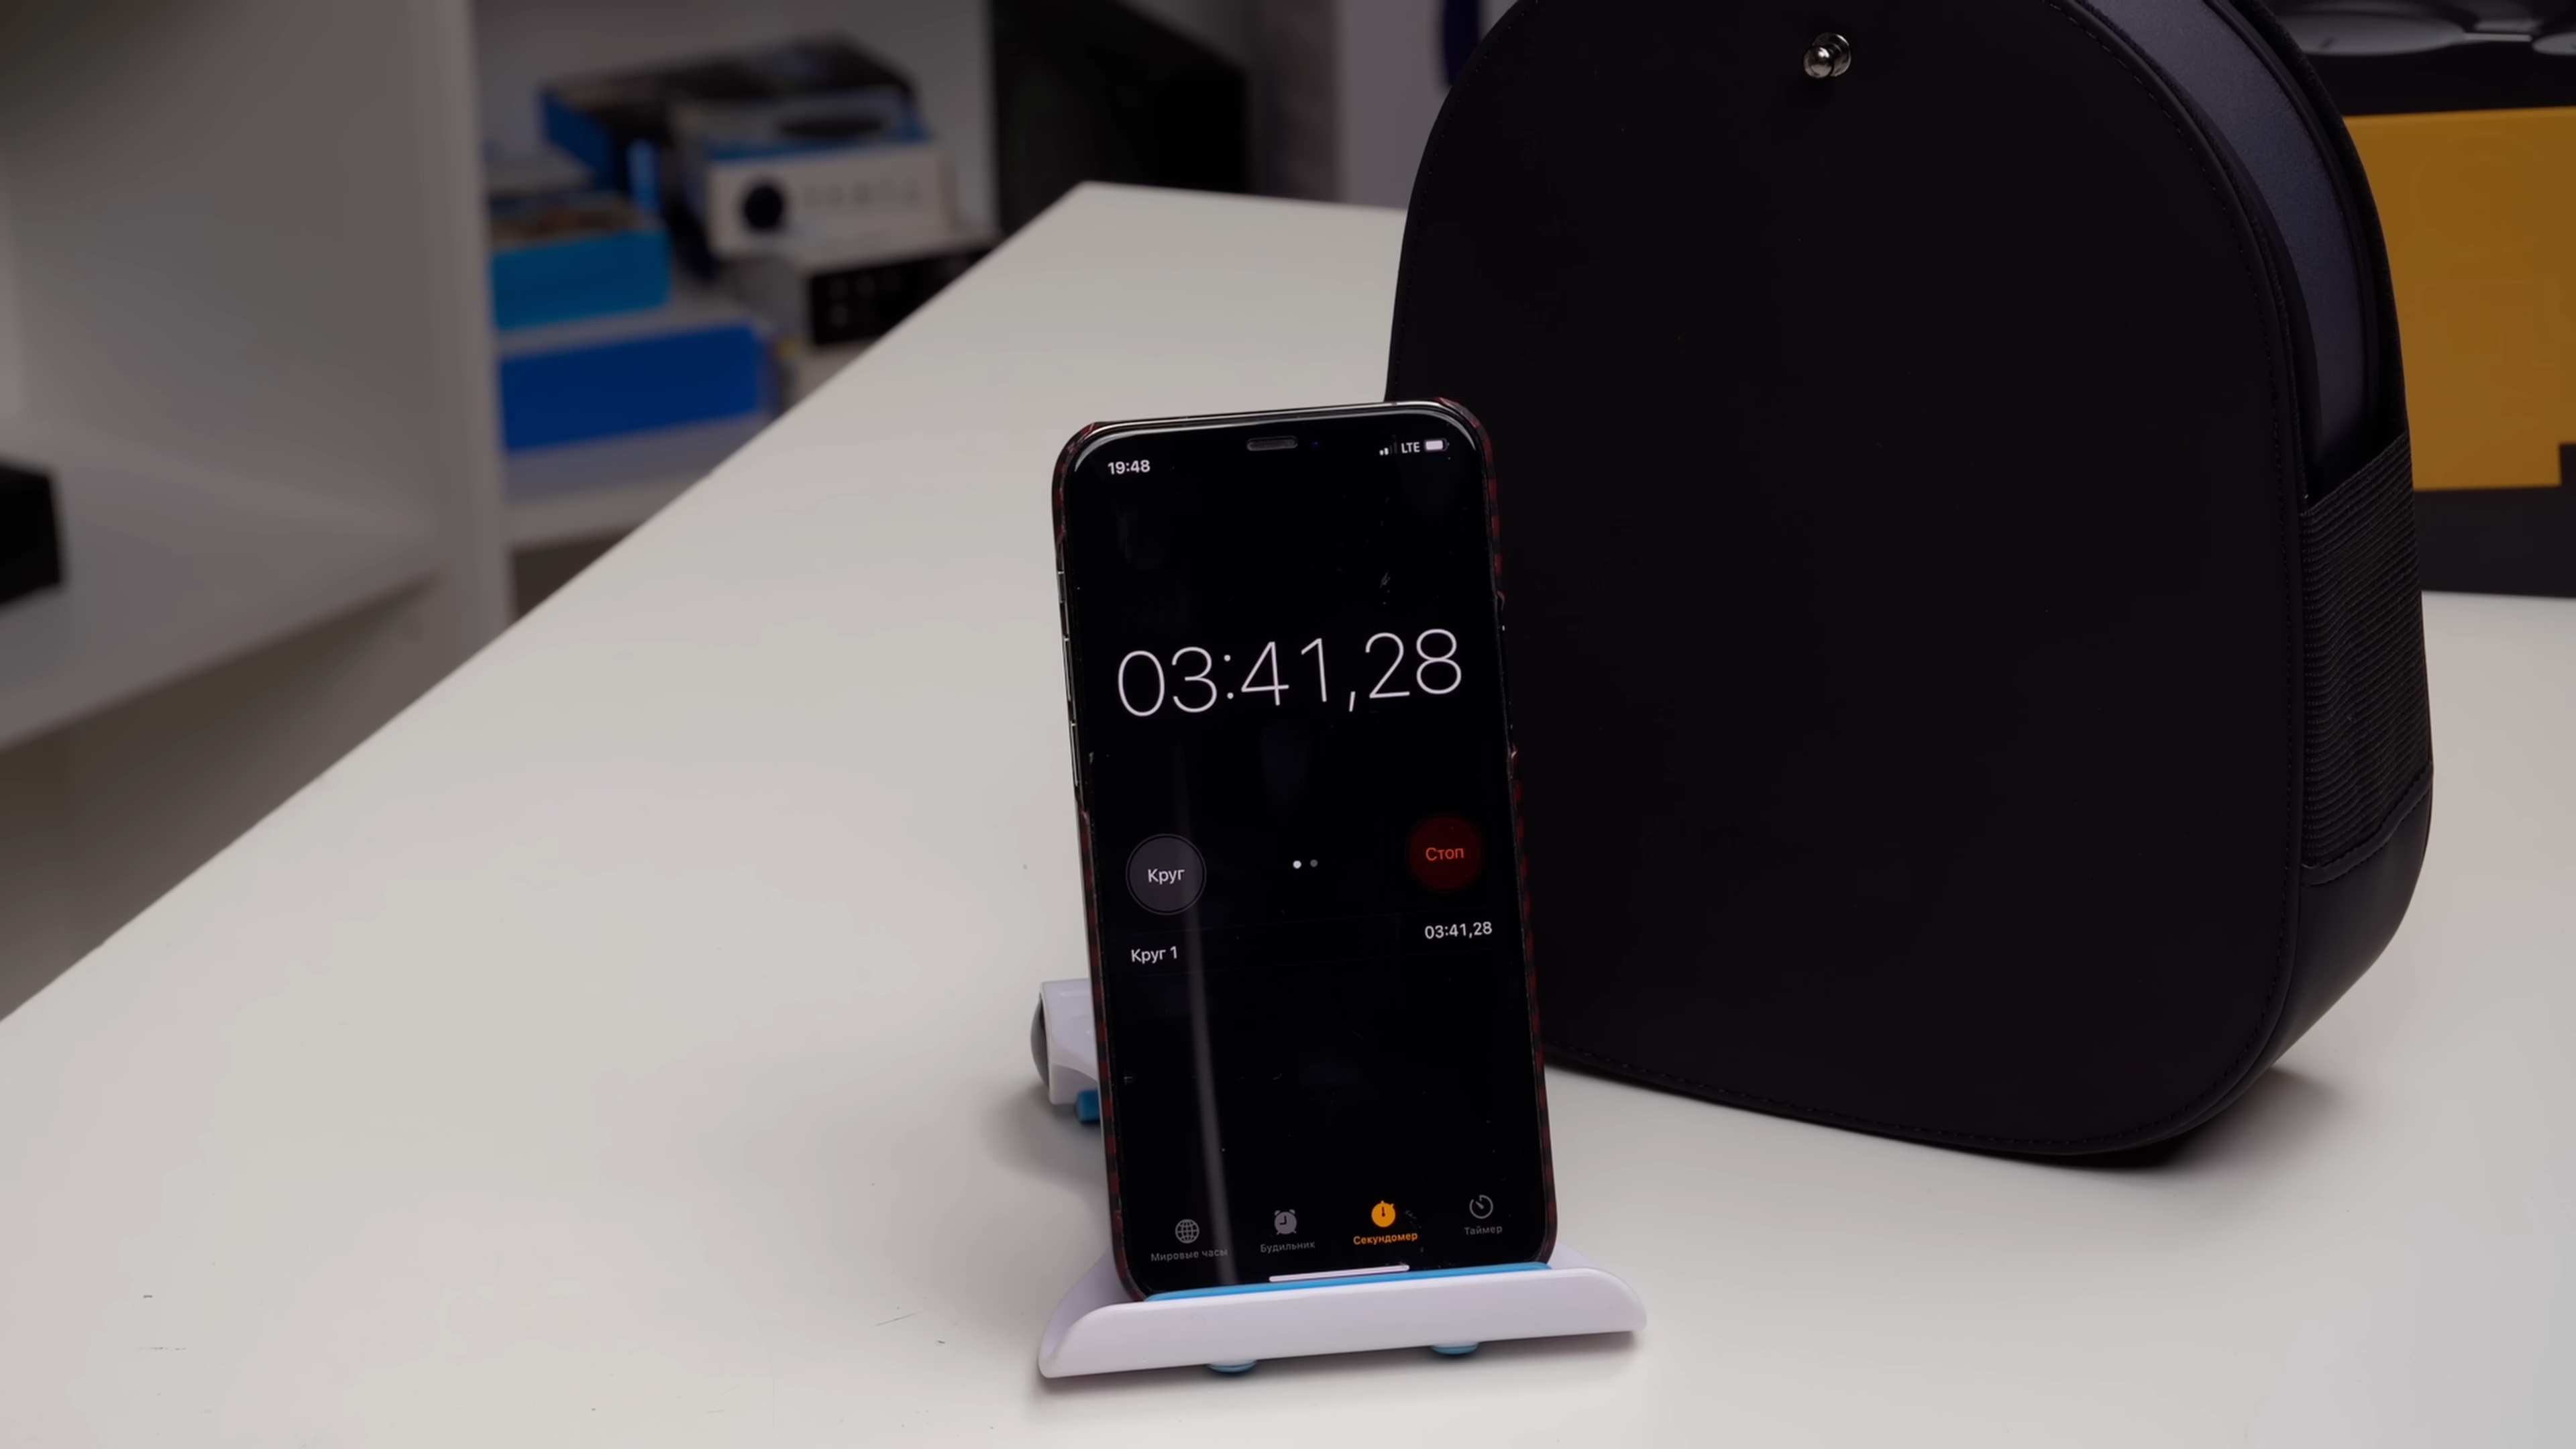 19:48 LTE
03:41,28
Круг Стоп
Круг 1 03:41,28
Мировые часы Будильник Секундомер Таймер